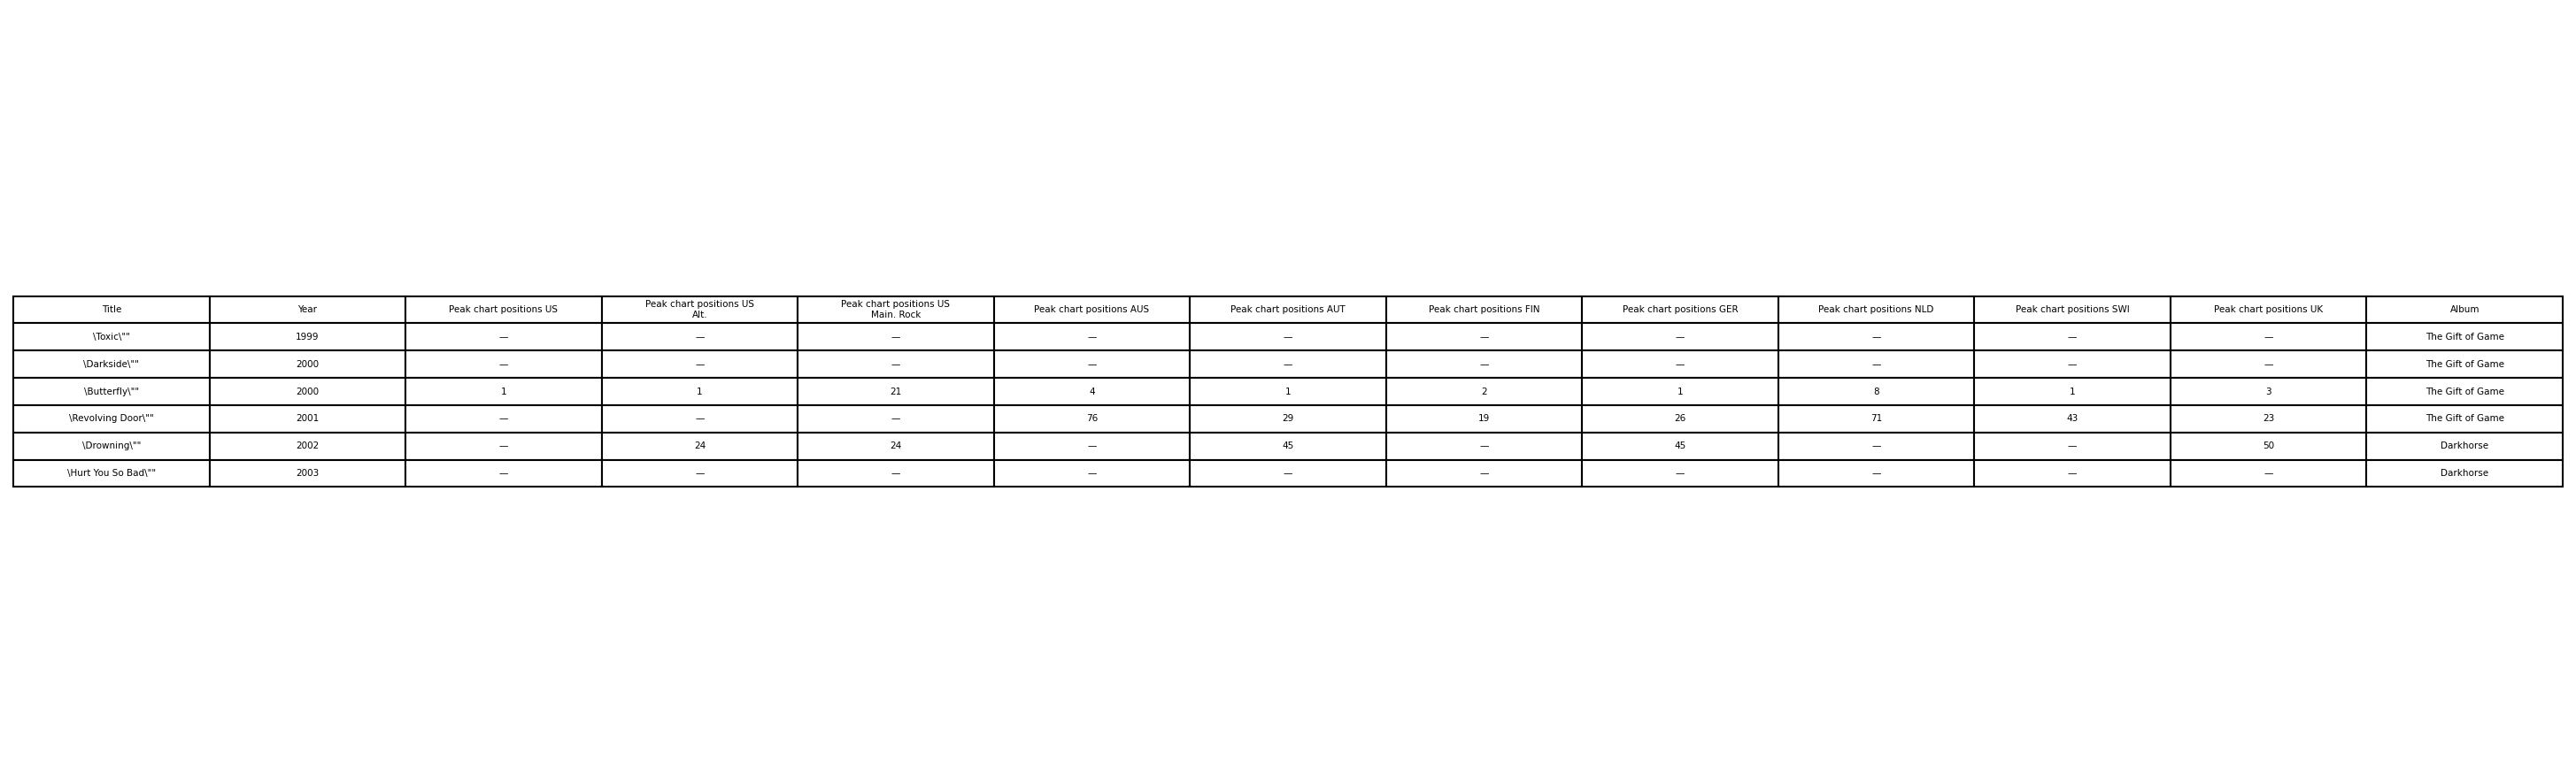 Title Year Peak chart positions US Peak chart positions US Alt. Peak chart positions US Main. Rock Peak chart positions AUS Peak chart positions AUT Peak chart positions FIN Peak chart positions GER Peak chart positions NLD Peak chart positions SWI Peak chart positions UK Album
\Toxic\"" 1999 — — — — — — — — — — The Gift of Game
\Darkside\"" 2000 — — — — — — — — — — The Gift of Game
\Butterfly\"" 2000 1 1 21 4 1 2 1 8 1 3 The Gift of Game
\Revolving Door\"" 2001 — — — 76 29 19 26 71 43 23 The Gift of Game
\Drowning\"" 2002 — 24 24 — 45 — 45 — — 50 Darkhorse
\Hurt You So Bad\"" 2003 — — — — — — — — — — Darkhorse